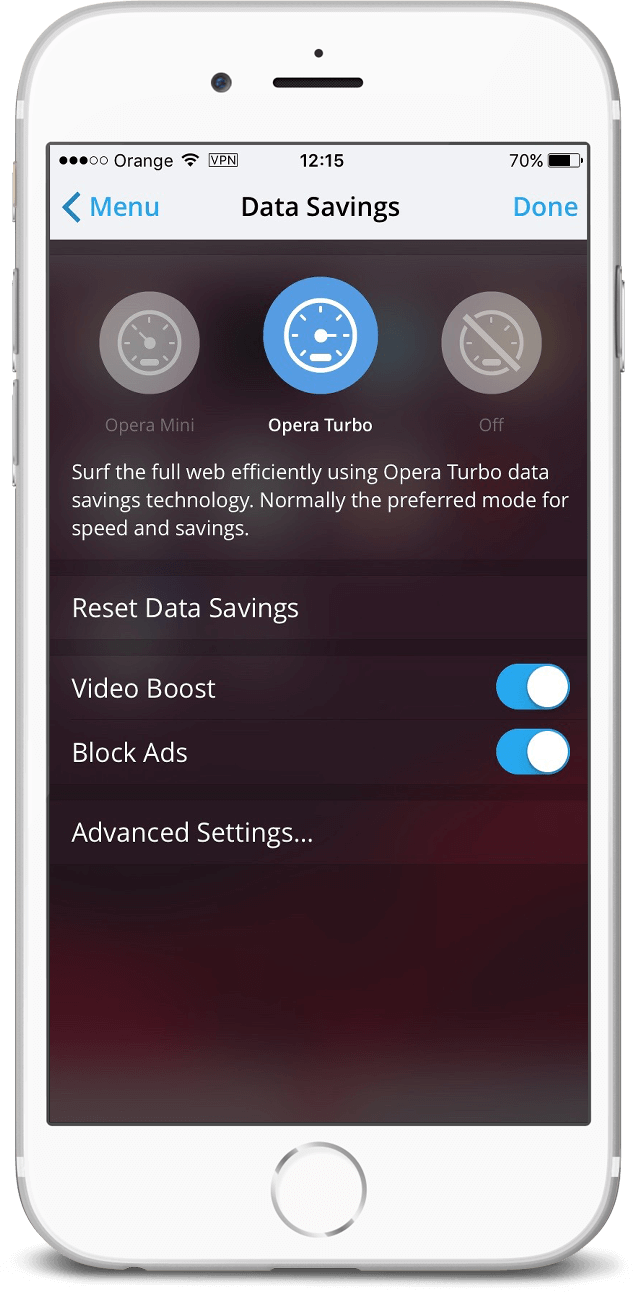 Orange VPN 12:15 70%
Menu Data Savings Done
Opera Mini Opera Turbo Off
Surf the full web efficiently using Opera Turbo data
savings technology. Normally the preferred mode for
speed and savings.
Reset Data Savings
Video Boost
Block Ads
Advanced Settings...